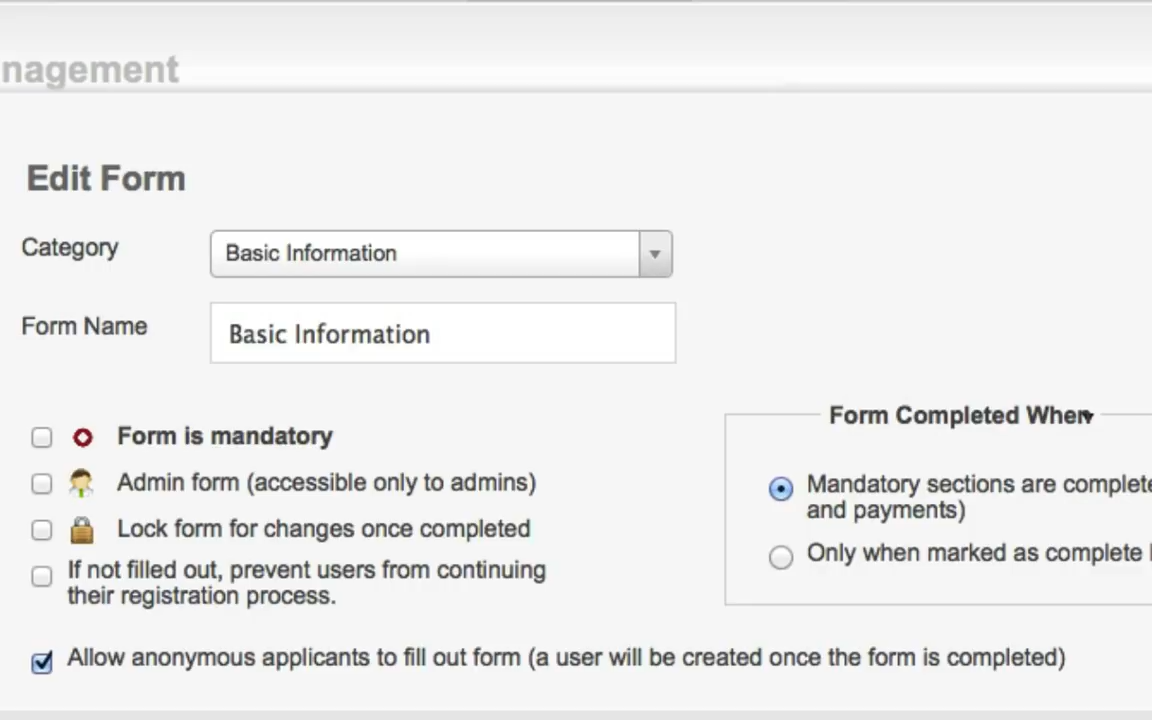 nagement
Edit Form
Category
Basic Information
Form Name
Basic Information
Form is mandatory
Admin form (accessible only to admins)
Lock form for changes once completed
If not filled out, prevent users from continuing
their registration process.
Allow anonymous applicants to fill out form (a user will be created once the form is completed)
Form Completed When
Mandatory sections are complete
and payments)
Only when marked as complete